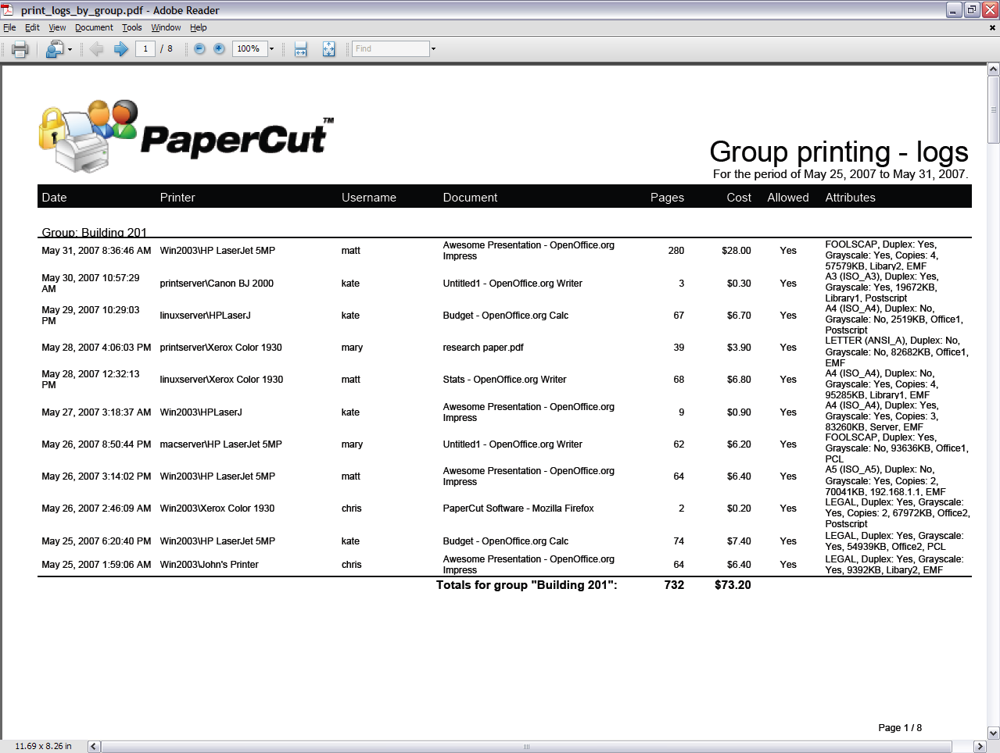 print_logs_by_group.pdf - Adobe Reader
File Edit View Document Tools Window Help
1 / 8 100% Find
PaperCut™
Group printing - logs
For the period of May 25, 2007 to May 31, 2007.
Date Printer Username Document Pages Cost Allowed Attributes
Group: Building 201
May 31, 2007 8:36:46 AM Win2003\HP LaserJet 5MP matt Awesome Presentation - OpenOffice.org 280 $28.00 Yes FOOLSCAP, Duplex: Yes,
Impress Grayscale: Yes, Copies: 4,
57579KB, Libary2, EMF
May 30, 2007 10:57:29 printserver\Canon BJ 2000 kate Untitled1 - OpenOffice.org Writer 3 $0.30 Yes A3 (ISO_A3), Duplex: Yes,
AM Grayscale: Yes, 19672KB,
Library1, Postscript
May 29, 2007 10:29:03 linuxserver\HPLaserJ kate Budget - OpenOffice.org Calc 67 $6.70 Yes A4 (ISO_A4), Duplex: No,
PM Grayscale: No, 2519KB, Office1,
Postscript
May 28, 2007 4:06:03 PM printserver\Xerox Color 1930 mary research paper.pdf 39 $3.90 Yes LETTER (ANSI_A), Duplex: No,
Grayscale: No, 82682KB, Office1,
EMF
May 28, 2007 12:32:13 linuxserver\Xerox Color 1930 matt Stats - OpenOffice.org Writer 68 $6.80 Yes A4 (ISO_A4), Duplex: No,
PM Grayscale: Yes, Copies: 4,
95285KB, Library1, EMF
May 27, 2007 3:18:37 AM Win2003\HPLaserJ kate Awesome Presentation - OpenOffice.org 9 $0.90 Yes A4 (ISO_A4), Duplex: Yes,
Impress Grayscale: Yes, Copies: 3,
83260KB, Server, EMF
May 26, 2007 8:50:44 PM macserver\HP LaserJet 5MP mary Untitled1 - OpenOffice.org Writer 62 $6.20 Yes FOOLSCAP, Duplex: Yes,
Grayscale: No, 93636KB, Office1,
PCL
May 26, 2007 3:14:02 PM Win2003\HP LaserJet 5MP matt Awesome Presentation - OpenOffice.org 64 $6.40 Yes A5 (ISO_A5), Duplex: No,
Impress Grayscale: Yes, Copies: 2,
70041KB, 192.168.1.1, EMF
May 26, 2007 2:46:09 AM Win2003\Xerox Color 1930 chris PaperCut Software - Mozilla Firefox 2 $0.20 Yes LEGAL, Duplex: Yes, Grayscale:
Yes, Copies: 2, 67972KB, Office2,
Postscript
May 25, 2007 6:20:40 PM Win2003\HP LaserJet 5MP kate Budget - OpenOffice.org Calc 74 $7.40 Yes LEGAL, Duplex: Yes, Grayscale:
Yes, 54939KB, Office2, PCL
May 25, 2007 1:59:06 AM Win2003\John's Printer chris Awesome Presentation - OpenOffice.org 64 $6.40 Yes LEGAL, Duplex: Yes, Grayscale:
Impress Yes, 9392KB, Libary2, EMF
Totals for group "Building 201": 732 $73.20
Page 1 / 8
11.69 x 8.26 in